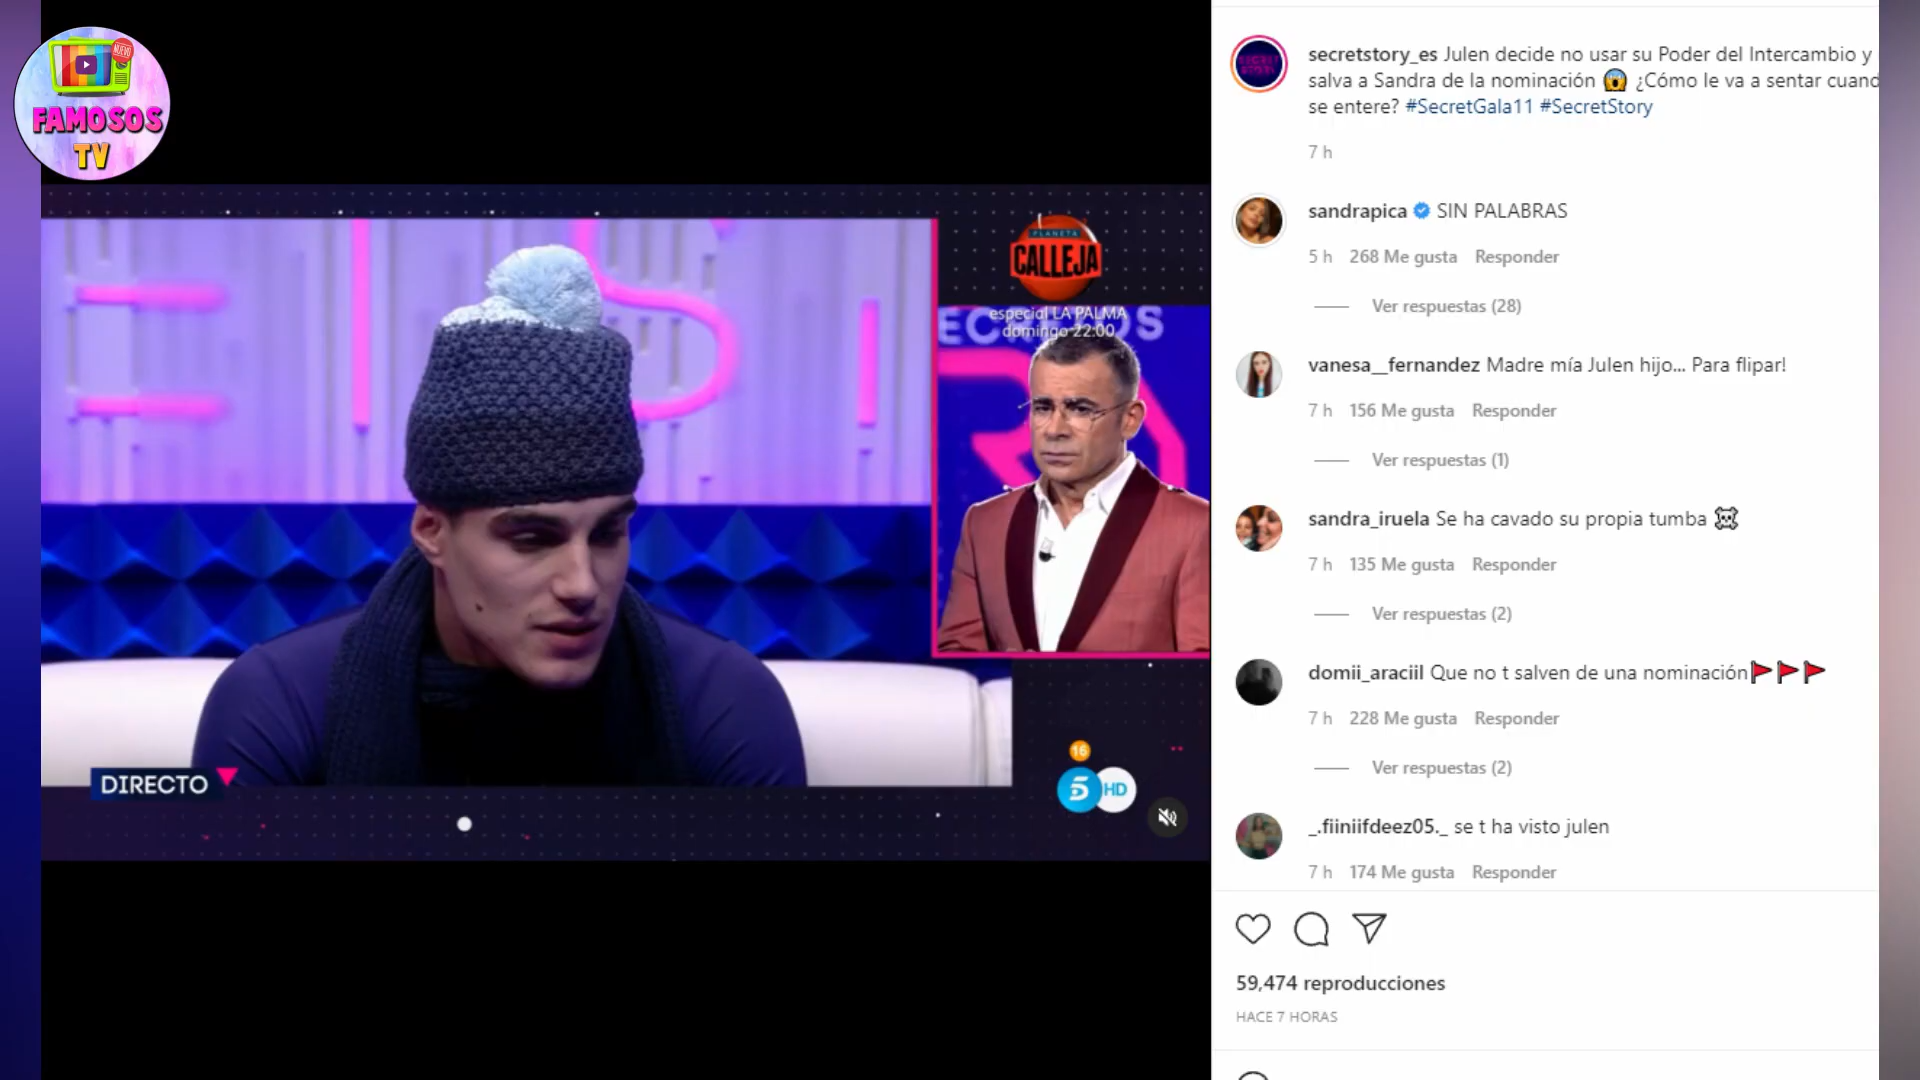 NUEVO
FAMOSOS
TV
PLANETA
CALLEJA
especial LA PALMA
domingo 22:00
DIRECTO
16
5 HD
secretstory_es Julen decide no usar su Poder del Intercambio y
salva a Sandra de la nominación 😱 ¿Cómo le va a sentar cuand
se entere? #SecretGala11 #SecretStory
7 h
sandrapica SIN PALABRAS
5 h 268 Me gusta Responder
Ver respuestas (28)
vanesa__fernandez Madre mía Julen hijo... Para flipar!
7 h 156 Me gusta Responder
Ver respuestas (1)
sandra_iruela Se ha cavado su propia tumba ☠️
7 h 135 Me gusta Responder
Ver respuestas (2)
domii_araciil Que no t salven de una nominación🚩🚩🚩
7 h 228 Me gusta Responder
Ver respuestas (2)
_.fiiniifdeez05._ se t ha visto julen
7 h 174 Me gusta Responder
59,474 reproducciones
HACE 7 HORAS